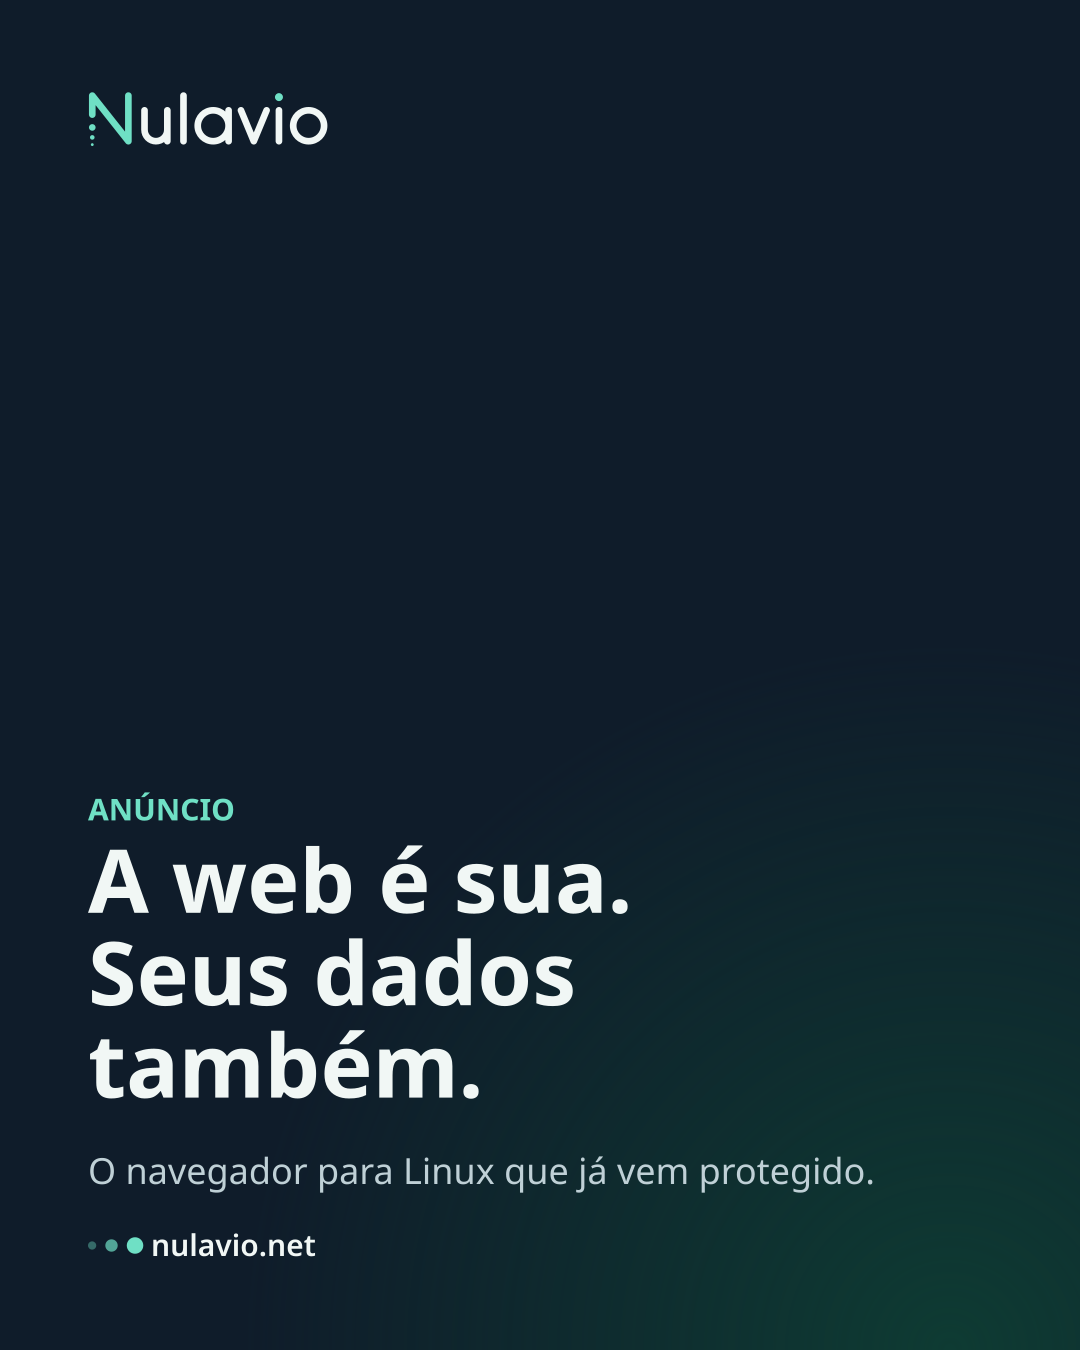 Nulavio
ANÚNCIO
A web é sua.
Seus dados
também.
O navegador para Linux que já vem protegido.
nulavio.net